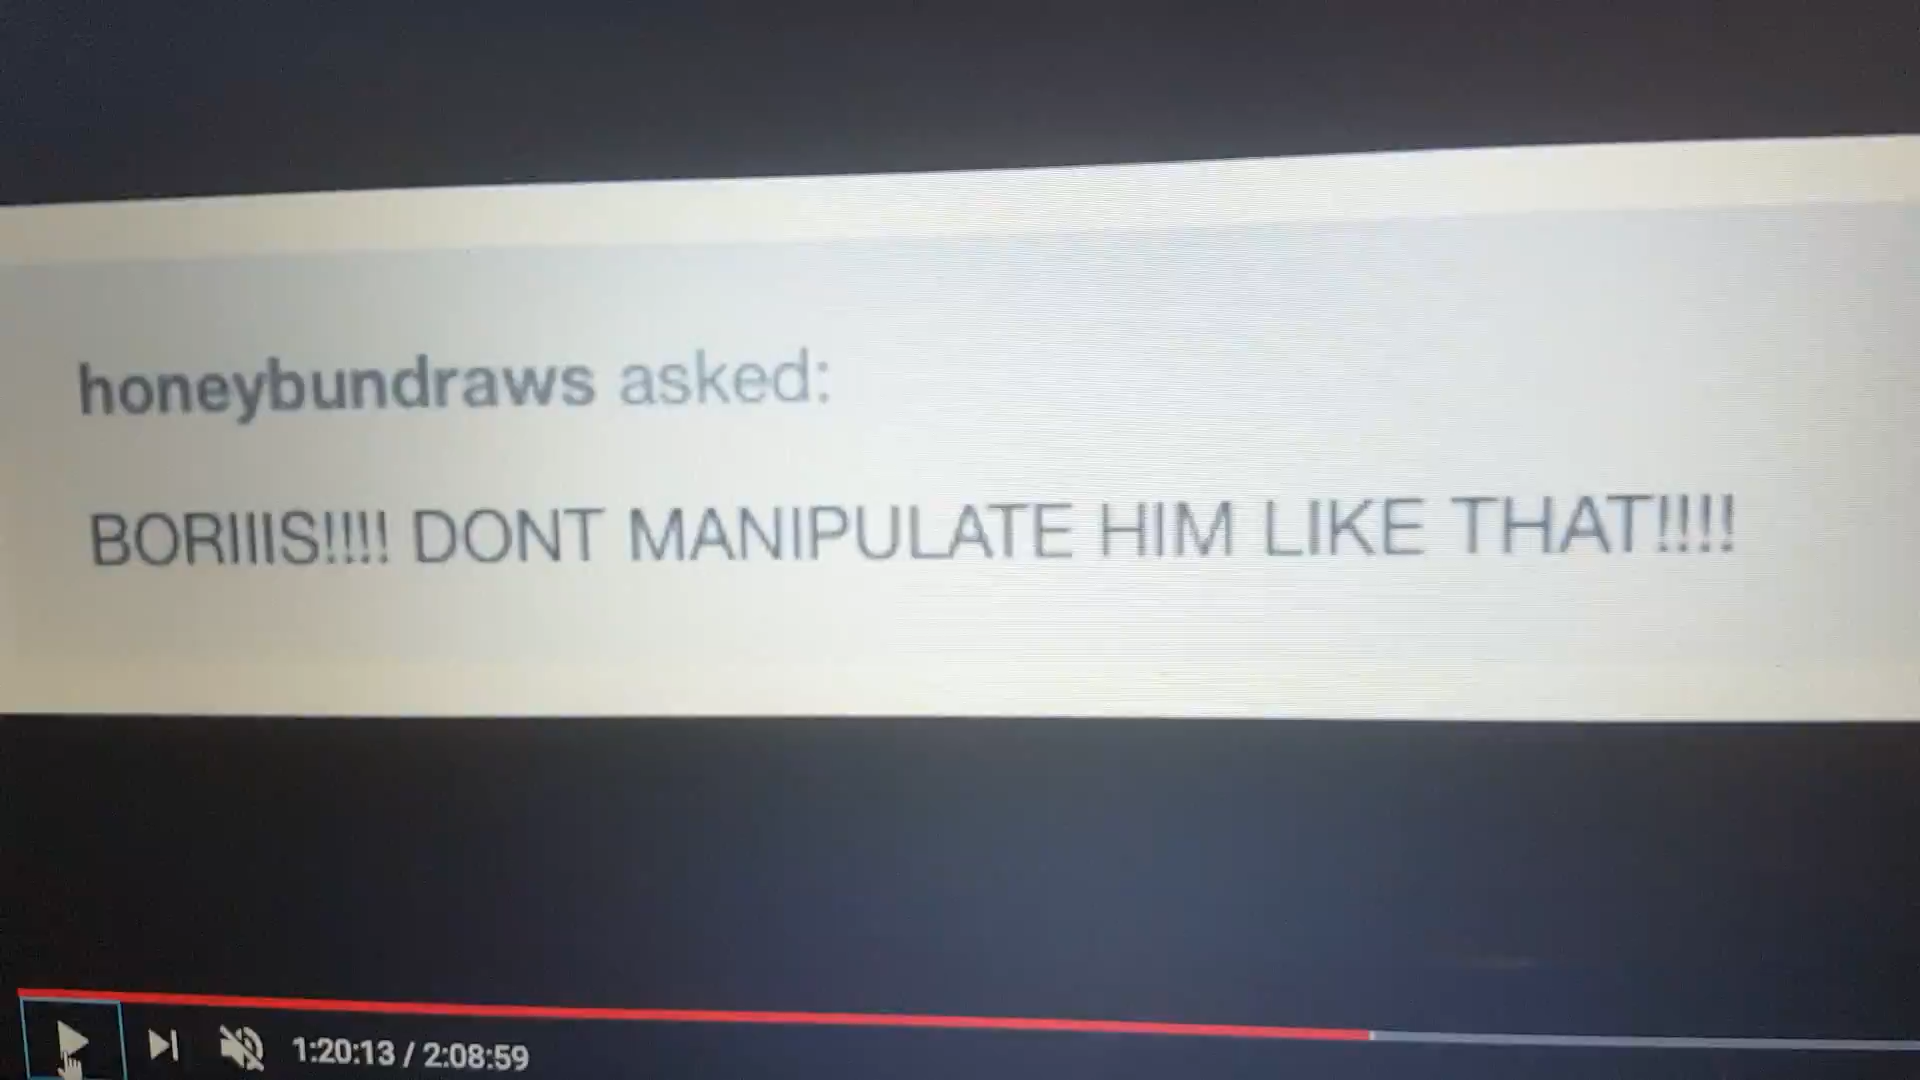 honeybundraws asked:
BORIIIS!!!! DONT MANIPULATE HIM LIKE THAT!!!!
1:20:13 / 2:08:59